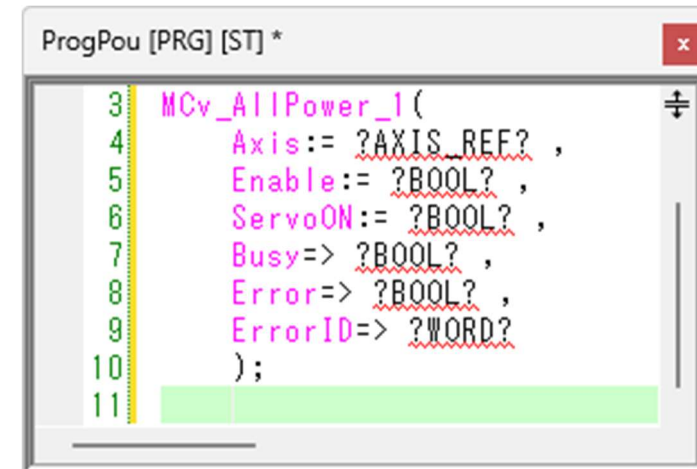 ProgPou [PRG] [ST] *
x
3 MCv_AllPower_1(
4 Axis:= ?AXIS_REF? ,
5 Enable:= ?BOOL? ,
6 ServoON:= ?BOOL? ,
7 Busy=> ?BOOL? ,
8 Error=> ?BOOL? ,
9 ErrorID=> ?WORD?
10 );
11